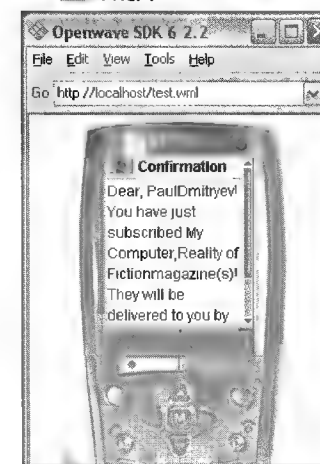 Openwave SDK 6 2.2
File Edit View Tools Help
Go http //localhost/test.wml
Confirmation
Dear, PaulDmitryev!
You have just
subscribed My
Computer,Reality of
Fictionmagazine(s)!
They will be
delivered to you by